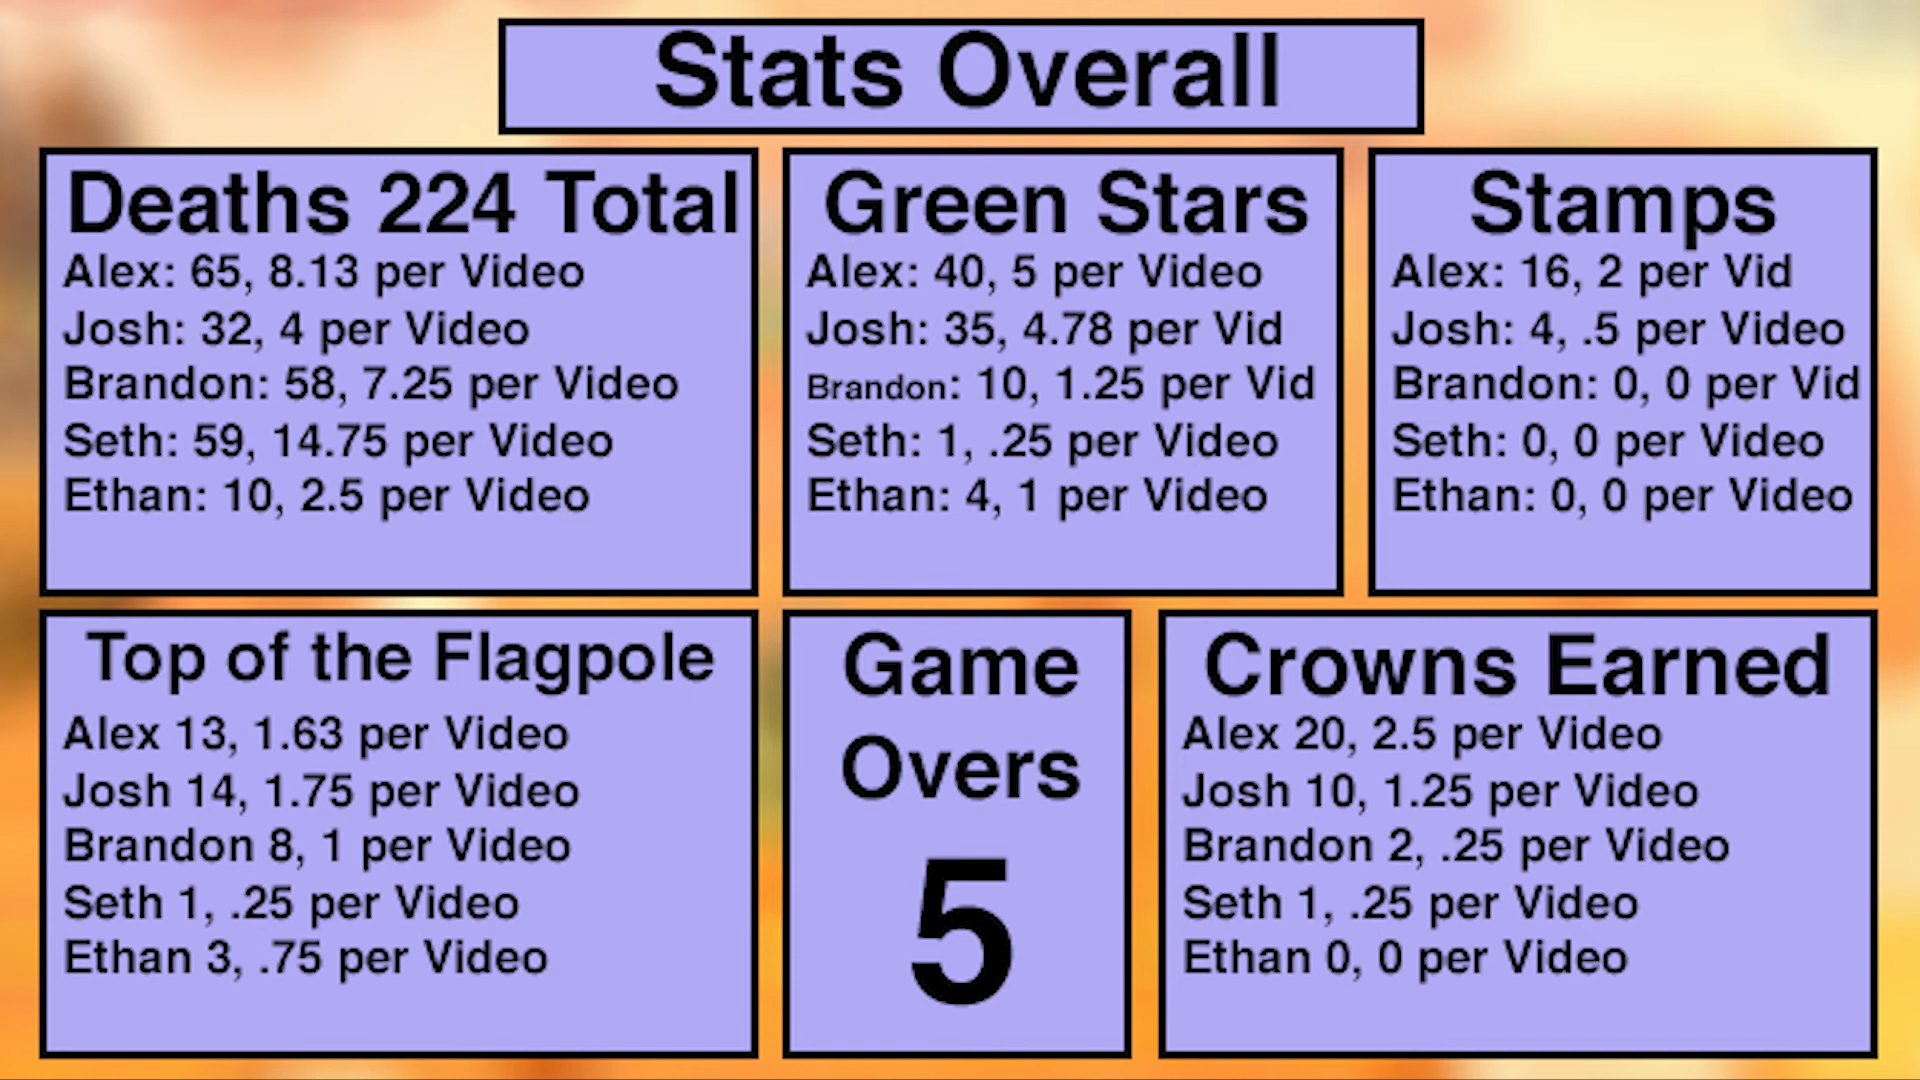 Stats Overall
Deaths 224 Total
Alex: 65, 8.13 per Video
Josh: 32, 4 per Video
Brandon: 58, 7.25 per Video
Seth: 59, 14.75 per Video
Ethan: 10, 2.5 per Video
Green Stars
Alex: 40, 5 per Video
Josh: 35, 4.78 per Vid
Brandon: 10, 1.25 per Vid
Seth: 1, .25 per Video
Ethan: 4, 1 per Video
Stamps
Alex: 16, 2 per Vid
Josh: 4, .5 per Video
Brandon: 0, 0 per Vid
Seth: 0, 0 per Video
Ethan: 0, 0 per Video
Top of the Flagpole
Alex 13, 1.63 per Video
Josh 14, 1.75 per Video
Brandon 8, 1 per Video
Seth 1, .25 per Video
Ethan 3, .75 per Video
Game
Overs
5
Crowns Earned
Alex 20, 2.5 per Video
Josh 10, 1.25 per Video
Brandon 2, .25 per Video
Seth 1, .25 per Video
Ethan 0, 0 per Video